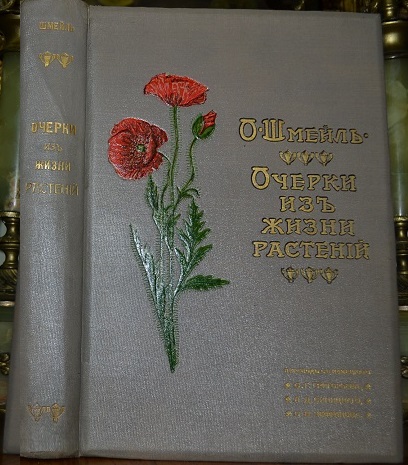 ШМЕЙЛЬ
ОЧЕРКИ
ИЗЪ
ЖИЗНИ
РАСТЕНІЙ
О·ШМЕЙЛЬ·
ОЧЕРКИ
ИЗЪ
ЖИЗНИ
РАСТЕНІЙ